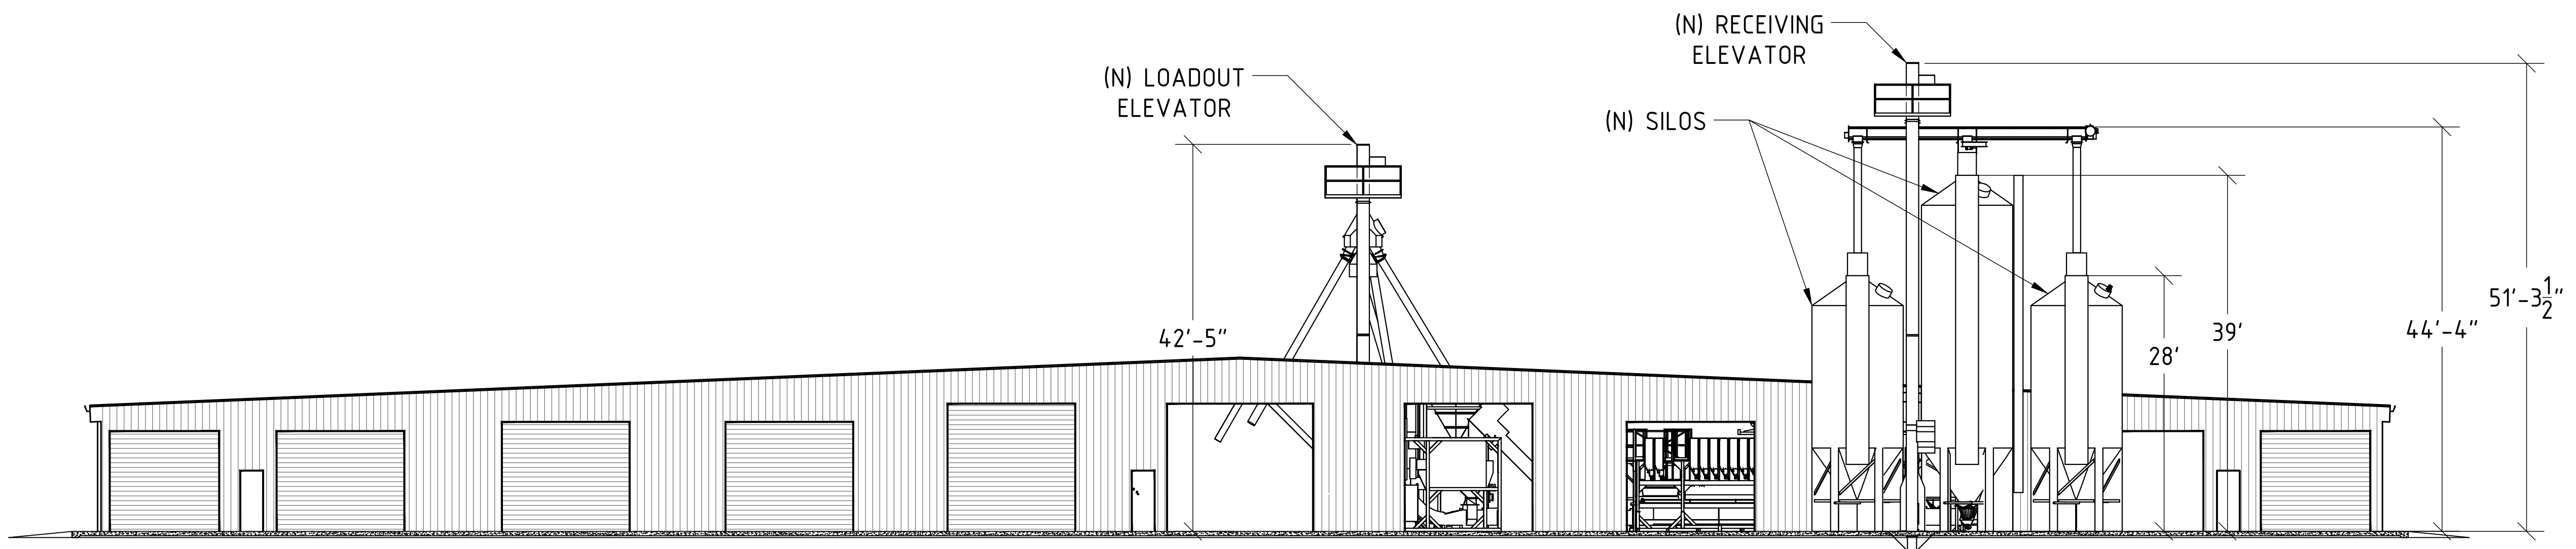 (N) RECEIVING
ELEVATOR
(N) LOADOUT
ELEVATOR
(N) SILOS
42'-5"
28'
39'
44'-4"
51'-3 1/2"